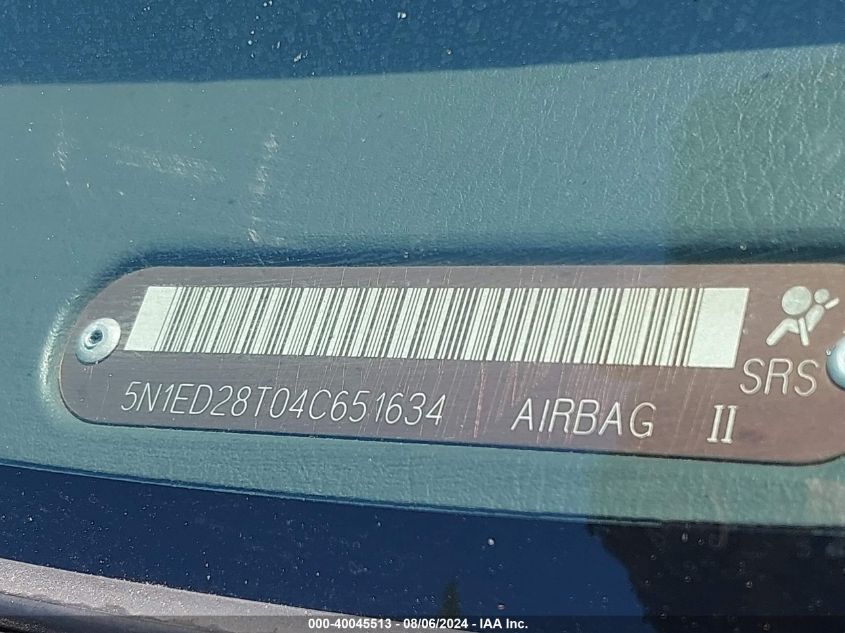 SRS
5N1ED28T04C651634 AIRBAG II
000-40045513 - 08/06/2024 - IAA Inc.